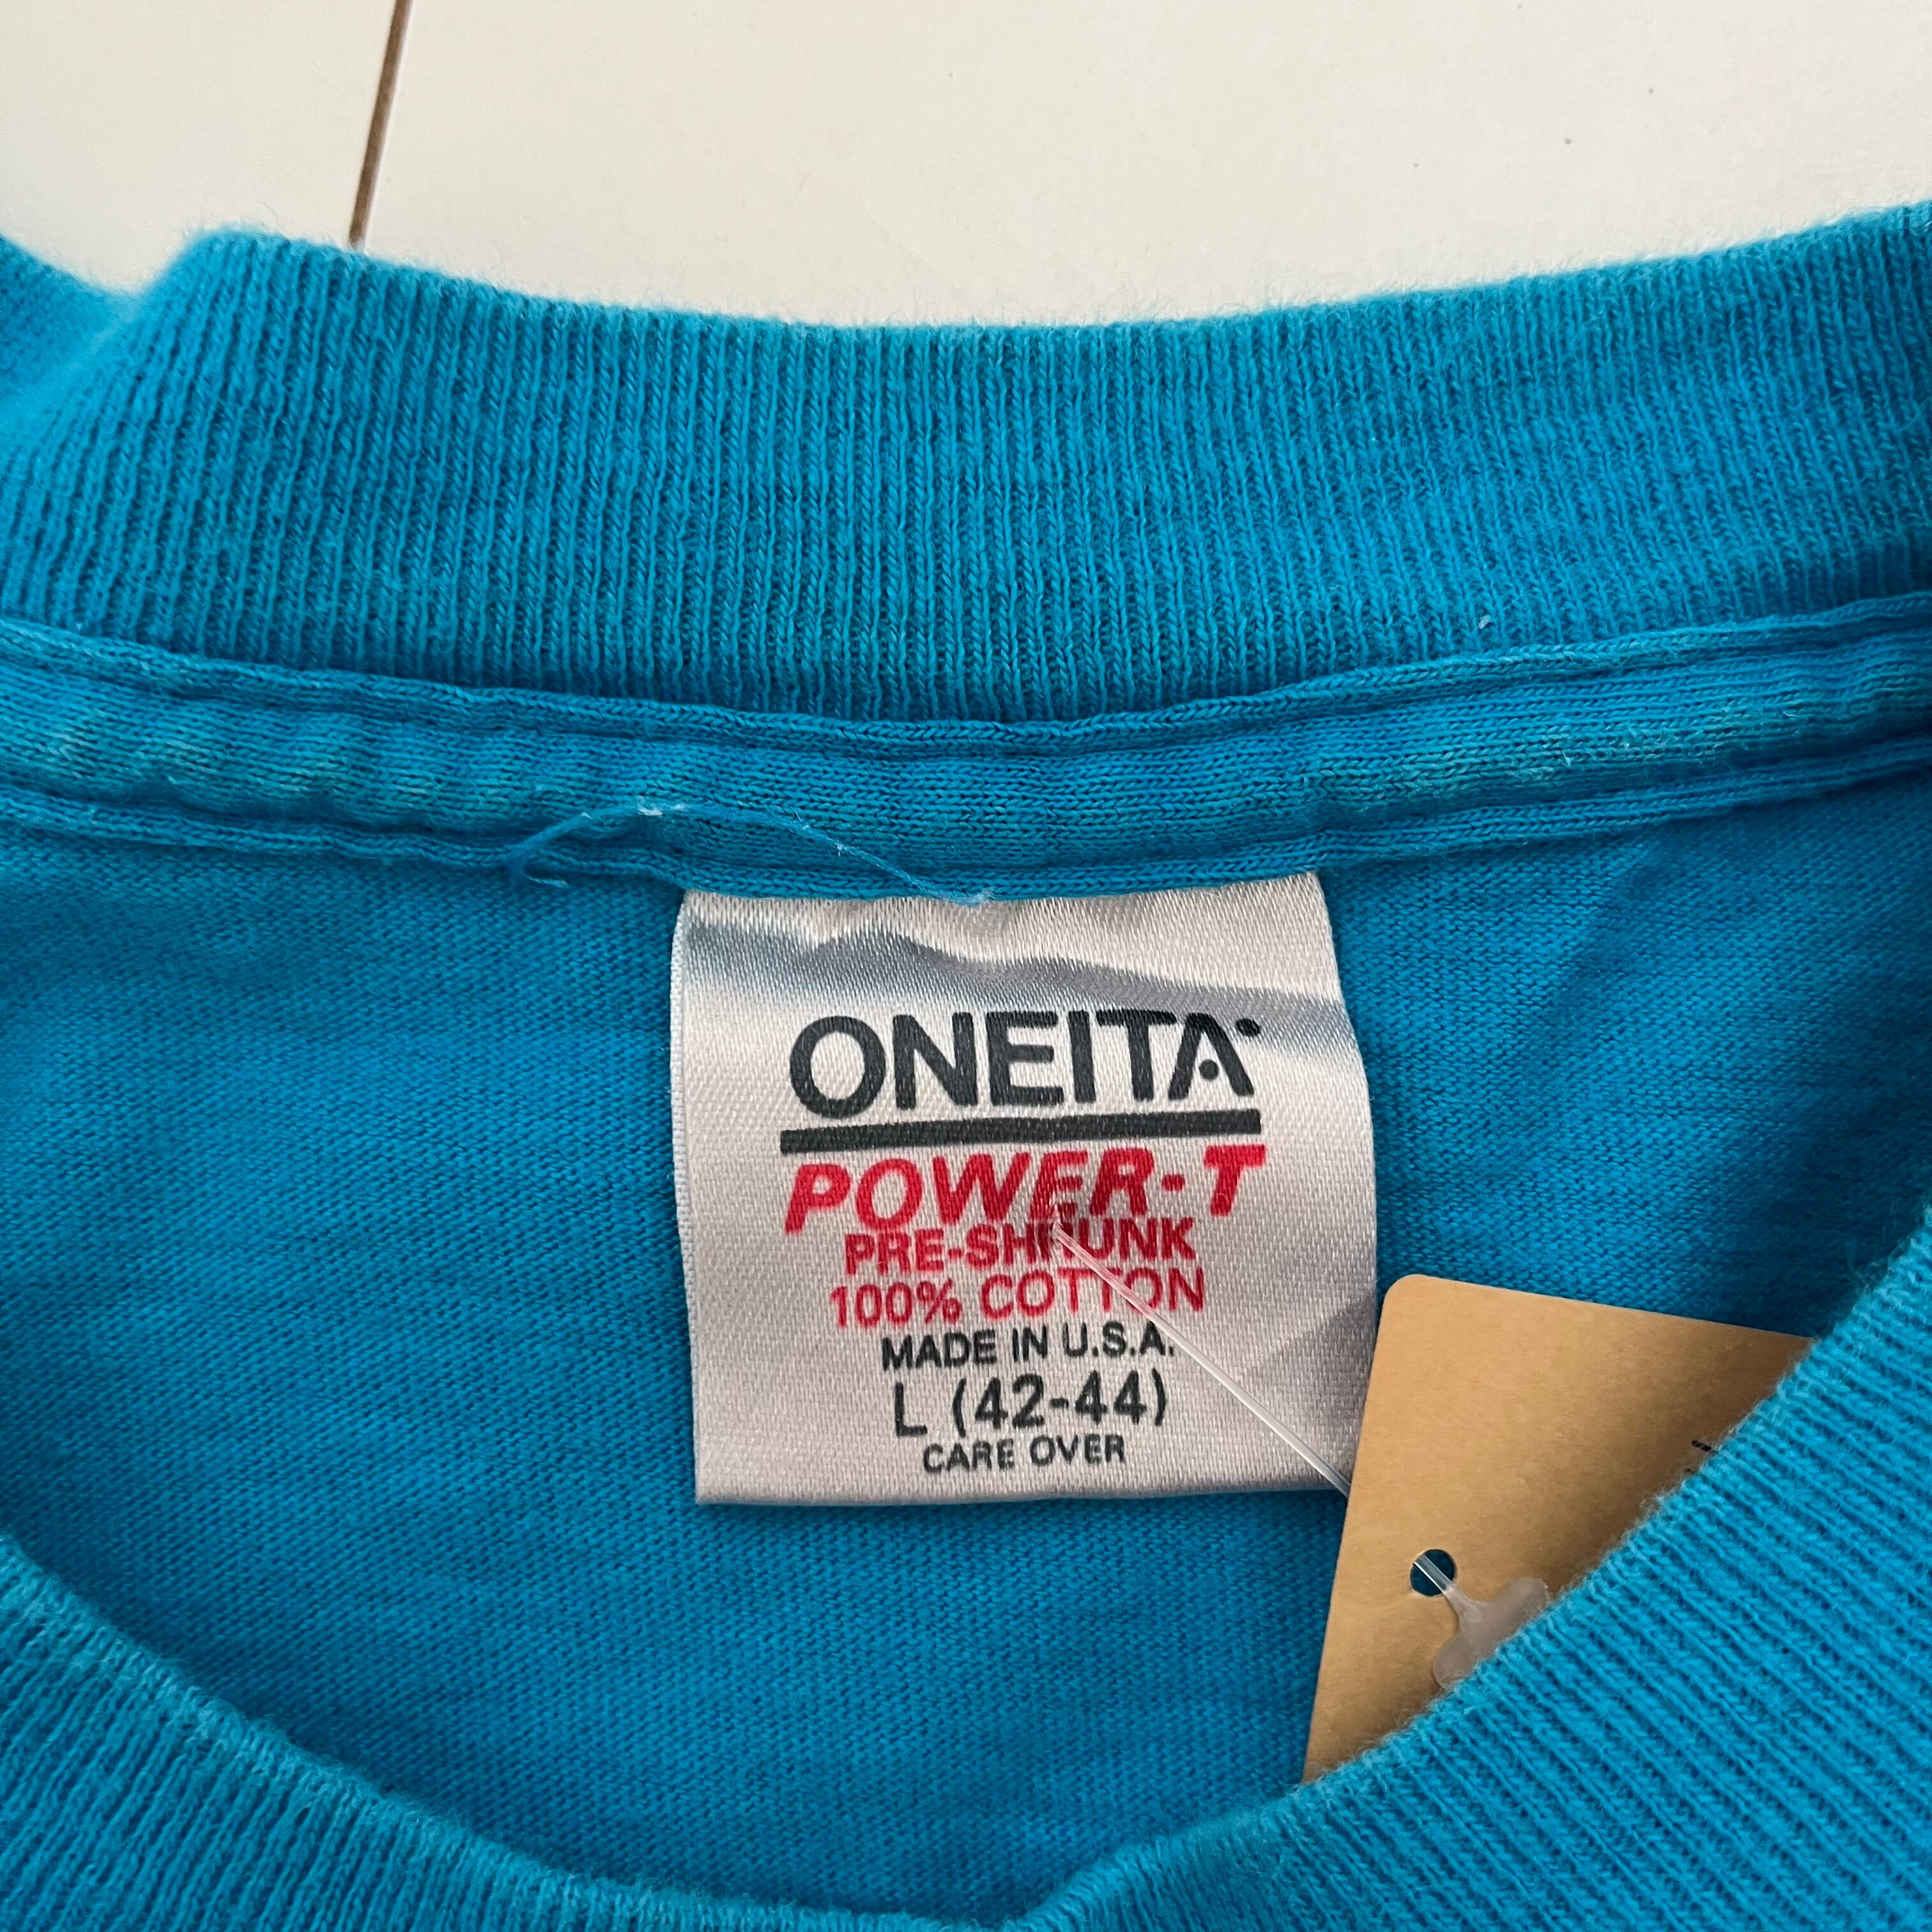 ONEITA
POWER-T
PRE-SHRUNK
100% COTTON
MADE IN U.S.A.
L (42-44)
CARE OVER